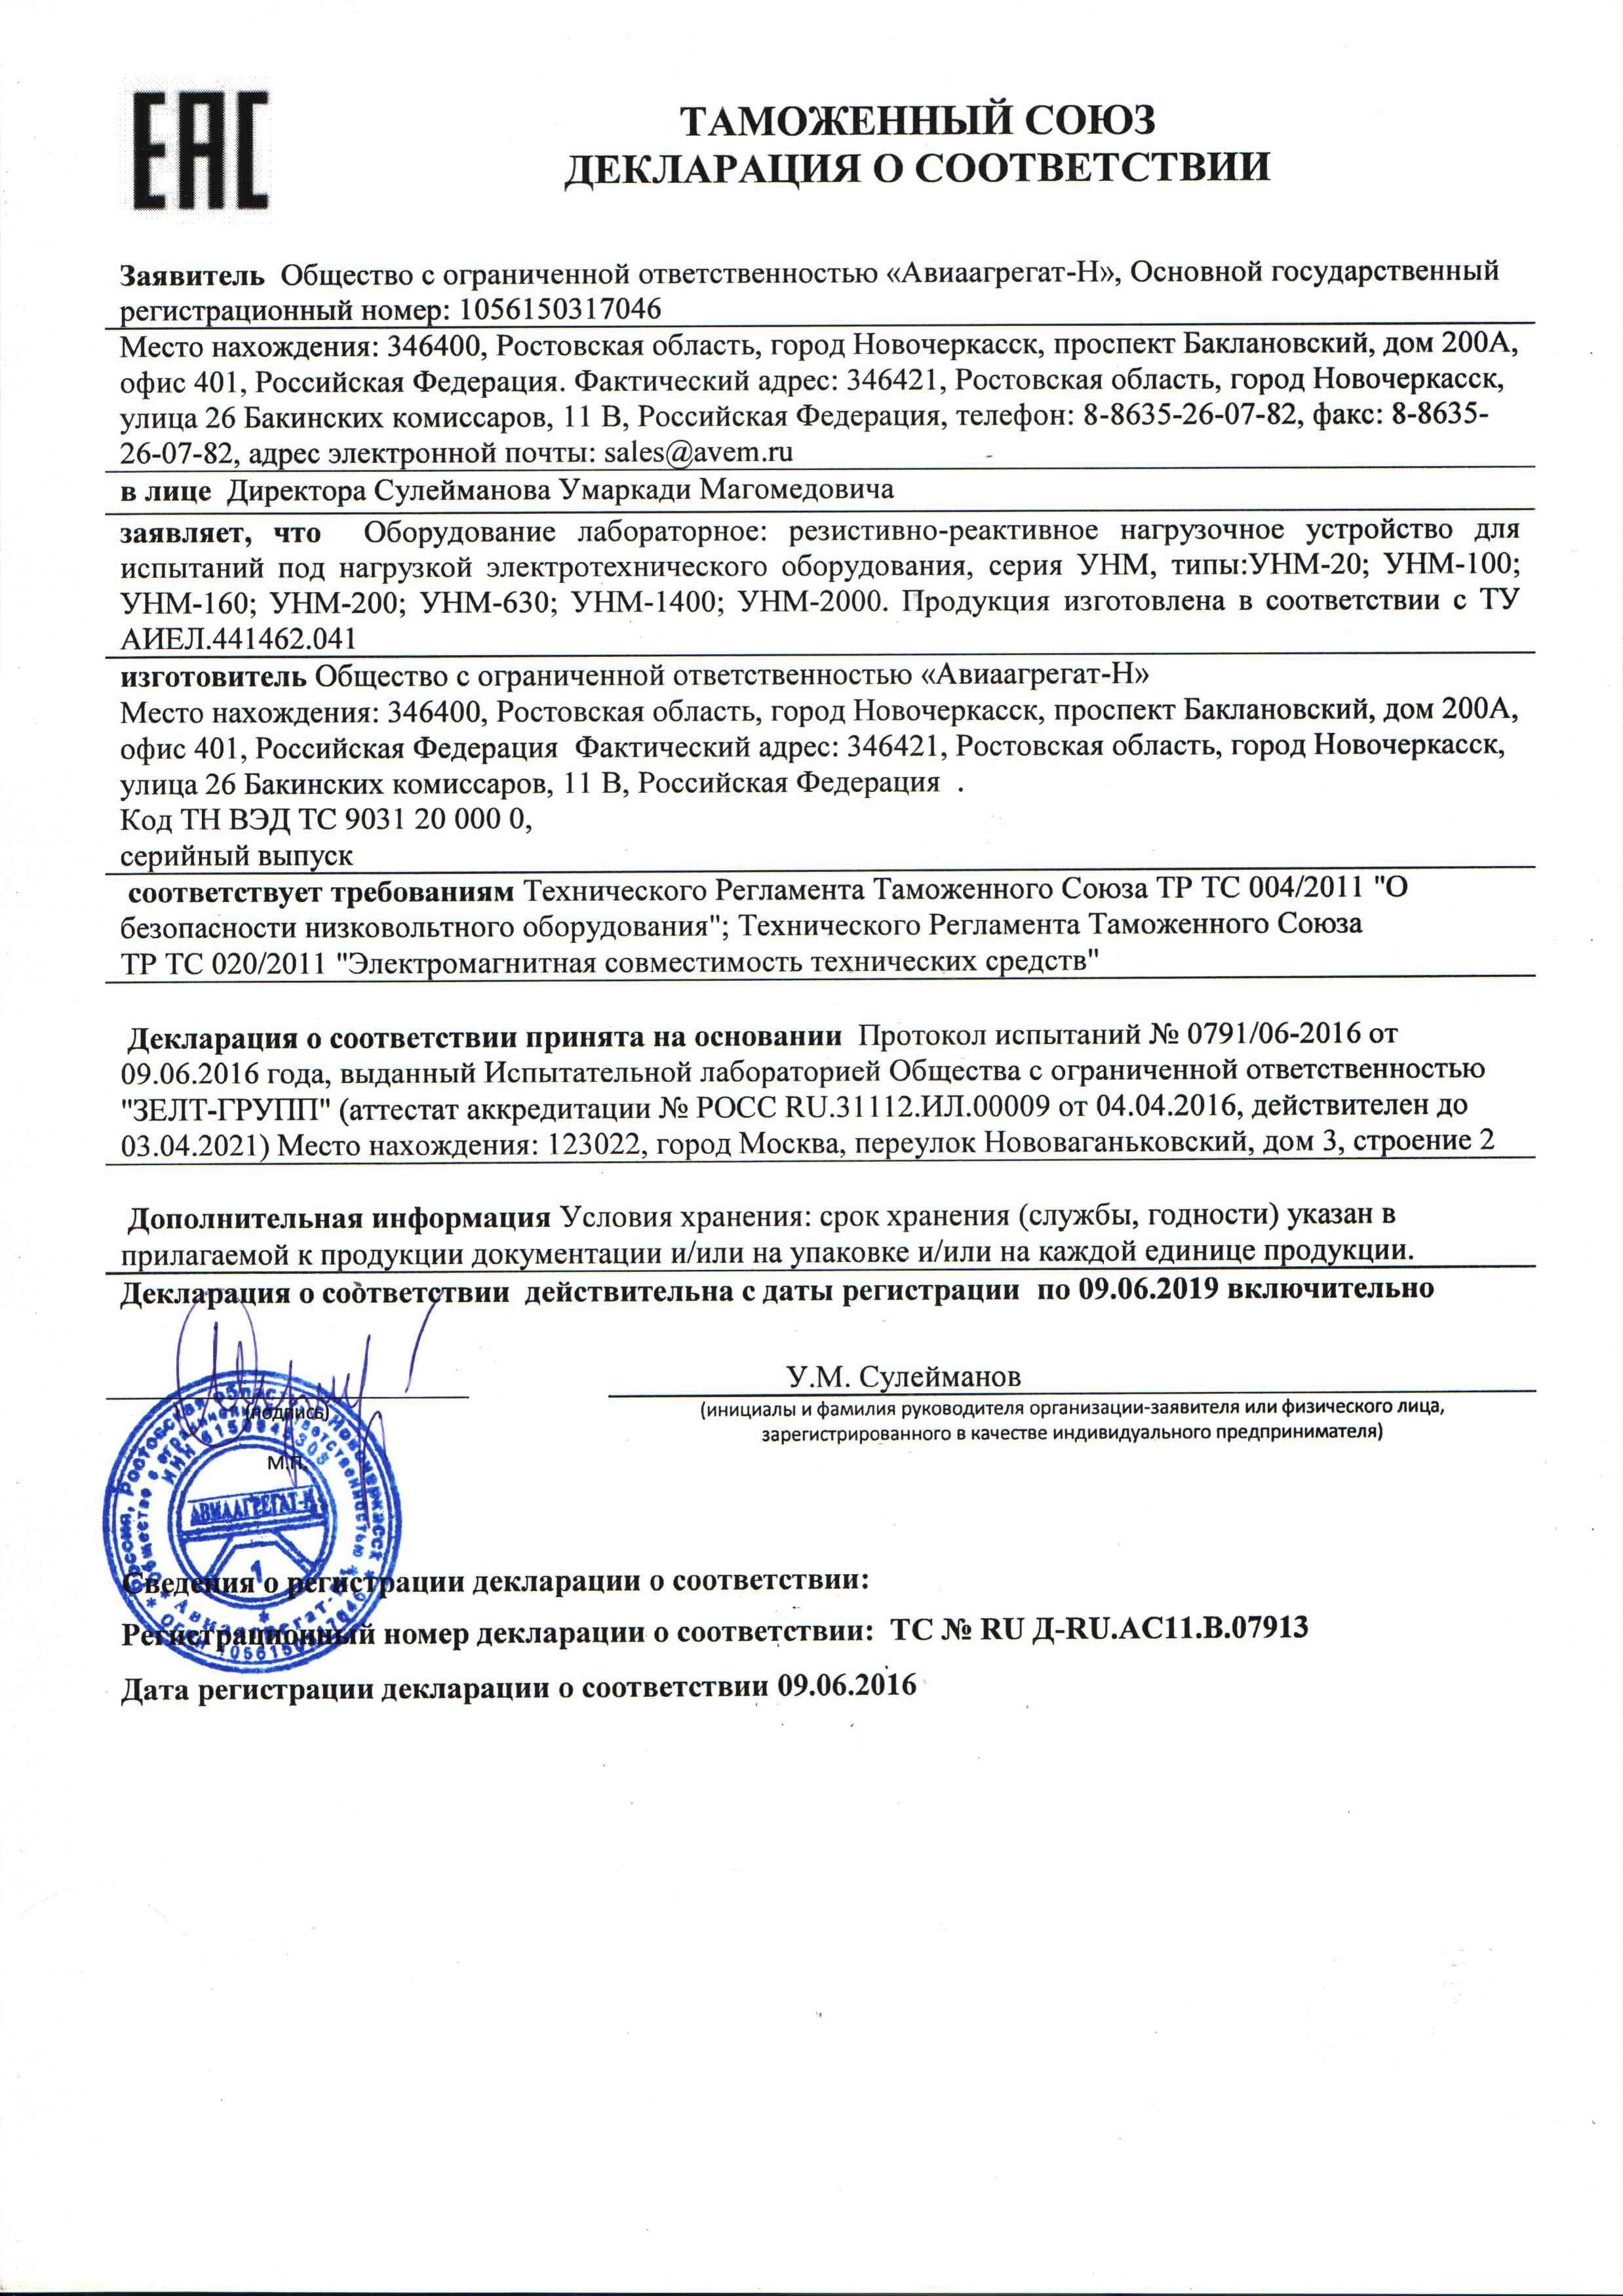 ЕАС
ТАМОЖЕННЫЙ СОЮЗ
ДЕКЛАРАЦИЯ О СООТВЕТСТВИИ
Заявитель Общество с ограниченной ответственностью «Авиаагрегат-Н», Основной государственный
регистрационный номер: 1056150317046
Место нахождения: 346400, Ростовская область, город Новочеркасск, проспект Баклановский, дом 200А,
офис 401, Российская Федерация. Фактический адрес: 346421, Ростовская область, город Новочеркасск,
улица 26 Бакинских комиссаров, 11 В, Российская Федерация, телефон: 8-8635-26-07-82, факс: 8-8635-
26-07-82, адрес электронной почты: sales@avem.ru
в лице Директора Сулейманова Умаркади Магомедовича
заявляет, что Оборудование лабораторное: резистивно-реактивное нагрузочное устройство для
испытаний под нагрузкой электротехнического оборудования, серия УНМ, типы:УНМ-20; УНМ-100;
УНМ-160; УНМ-200; УНМ-630; УНМ-1400; УНМ-2000. Продукция изготовлена в соответствии с ТУ
АИЕЛ.441462.041
изготовитель Общество с ограниченной ответственностью «Авиаагрегат-Н»
Место нахождения: 346400, Ростовская область, город Новочеркасск, проспект Баклановский, дом 200А,
офис 401, Российская Федерация Фактический адрес: 346421, Ростовская область, город Новочеркасск,
улица 26 Бакинских комиссаров, 11 В, Российская Федерация .
Код ТН ВЭД ТС 9031 20 000 0,
серийный выпуск
соответствует требованиям Технического Регламента Таможенного Союза ТР ТС 004/2011 "О
безопасности низковольтного оборудования"; Технического Регламента Таможенного Союза
ТР ТС 020/2011 "Электромагнитная совместимость технических средств"
Декларация о соответствии принята на основании Протокол испытаний № 0791/06-2016 от
09.06.2016 года, выданный Испытательной лабораторией Общества с ограниченной ответственностью
"ЗЕЛТ-ГРУПП" (аттестат аккредитации № РОСС RU.31112.ИЛ.00009 от 04.04.2016, действителен до
03.04.2021) Место нахождения: 123022, город Москва, переулок Нововаганьковский, дом 3, строение 2
Дополнительная информация Условия хранения: срок хранения (службы, годности) указан в
прилагаемой к продукции документации и/или на упаковке и/или на каждой единице продукции.
Декларация о соответствии действительна с даты регистрации по 09.06.2019 включительно
У.М. Сулейманов
(подпись)
(инициалы и фамилия руководителя организации-заявителя или физического лица,
зарегистрированного в качестве индивидуального предпринимателя)
М.П.
Россия, Ростовская область г. Новочеркасск
Общество с ограниченной ответственностью
АВИААГРЕГАТ-Н
1
Сведения о регистрации декларации о соответствии:
Регистрационный номер декларации о соответствии: ТС № RU Д-RU.АС11.В.07913
Дата регистрации декларации о соответствии 09.06.2016